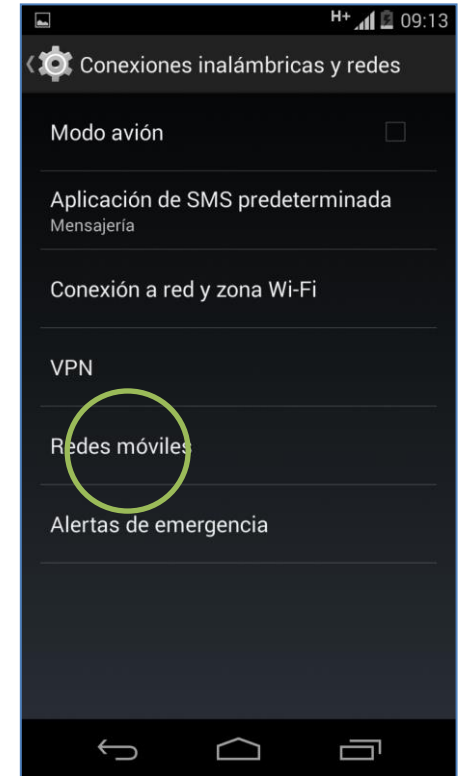 H+ 09:13
Conexiones inalámbricas y redes
Modo avión
Aplicación de SMS predeterminada
Mensajería
Conexión a red y zona Wi-Fi
VPN
Redes móviles
Alertas de emergencia